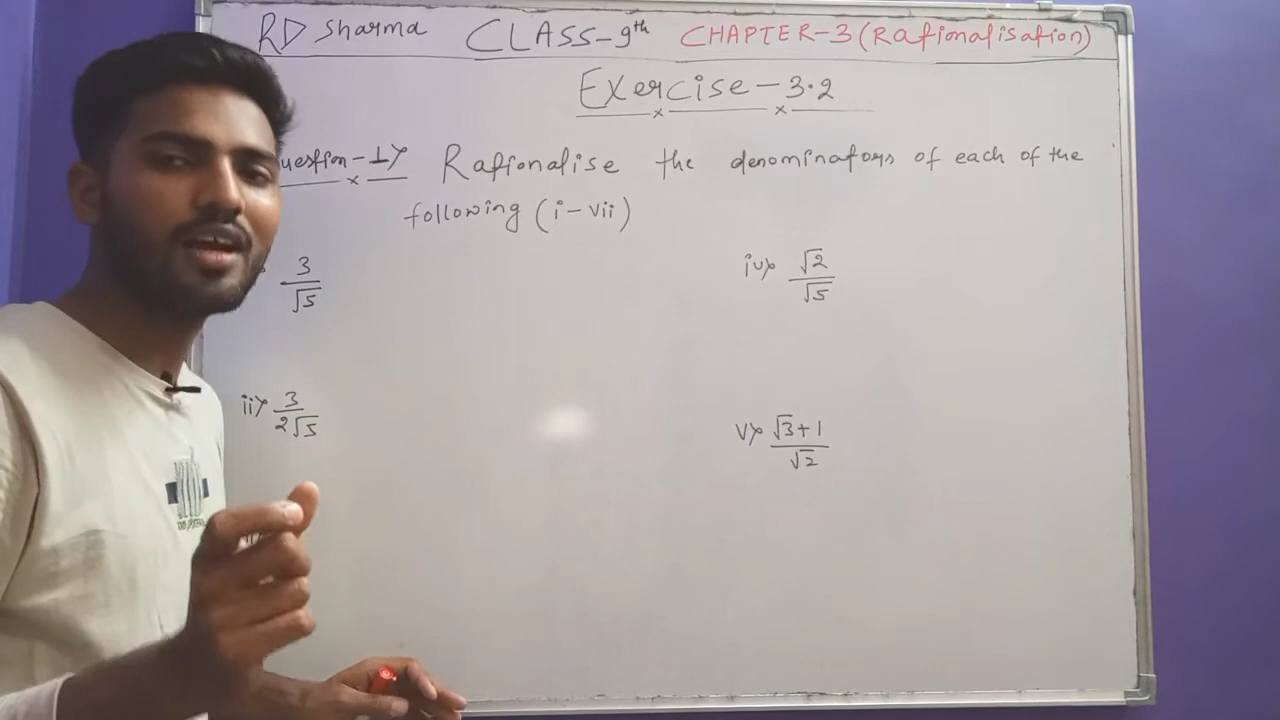 RD Sharma CLASS-9th CHAPTER-3 (Rationalisation)
Exercise-3.2
uestion-1> Rationalise the denominators of each of the
following (i-vii)
3/√5
iv> √2/√5
ii> 3/2√5
v> √3+1/√2